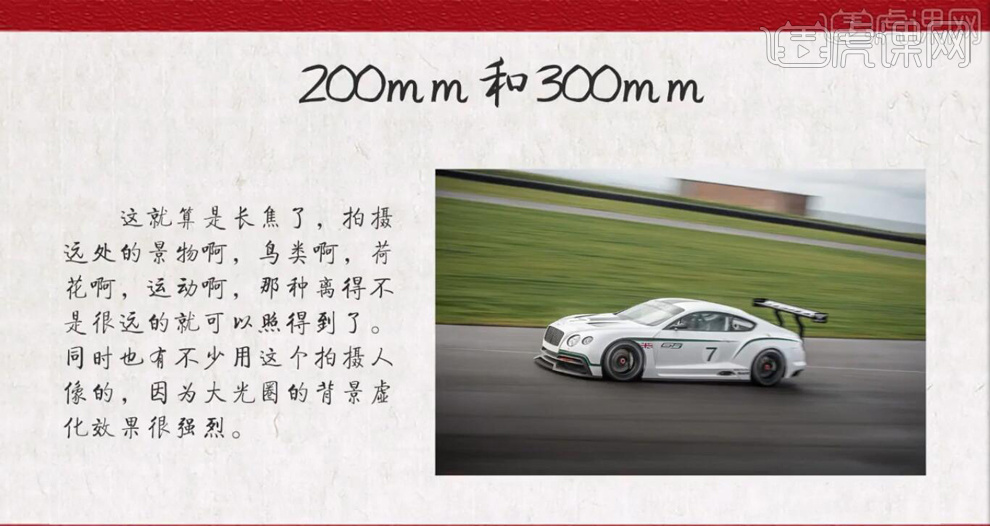 虎课网
200mm和300mm
这就算是长焦了，拍摄
远处的景物啊，鸟类啊，荷
花啊，运动啊，那种离得不
是很远的就可以照得到了。
同时也有不少用这个拍摄人
像的，因为大光圈的背景虚
化效果很强烈。
7